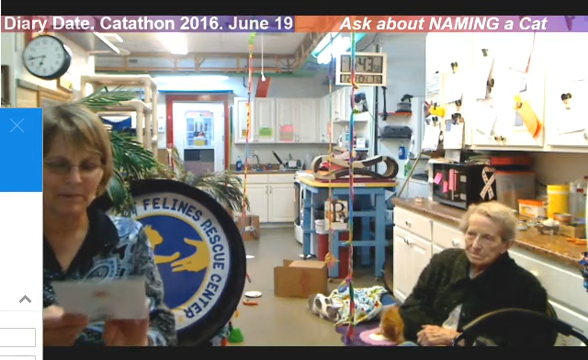 Diary Date. Catathon 2016. June 19
Ask about NAMING a Cat
FELINES RESCUE CENTER
R